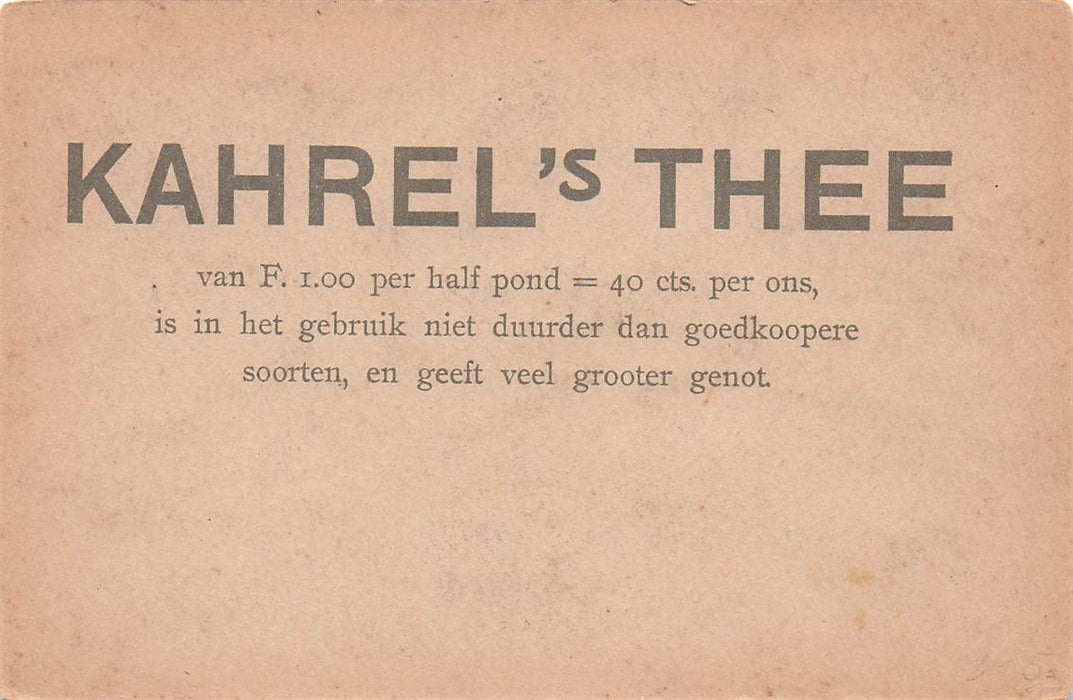 KAHREL's THEE
van F. 1.00 per half pond = 40 cts. per ons,
is in het gebruik niet duurder dan goedkoopere
soorten, en geeft veel grooter genot.